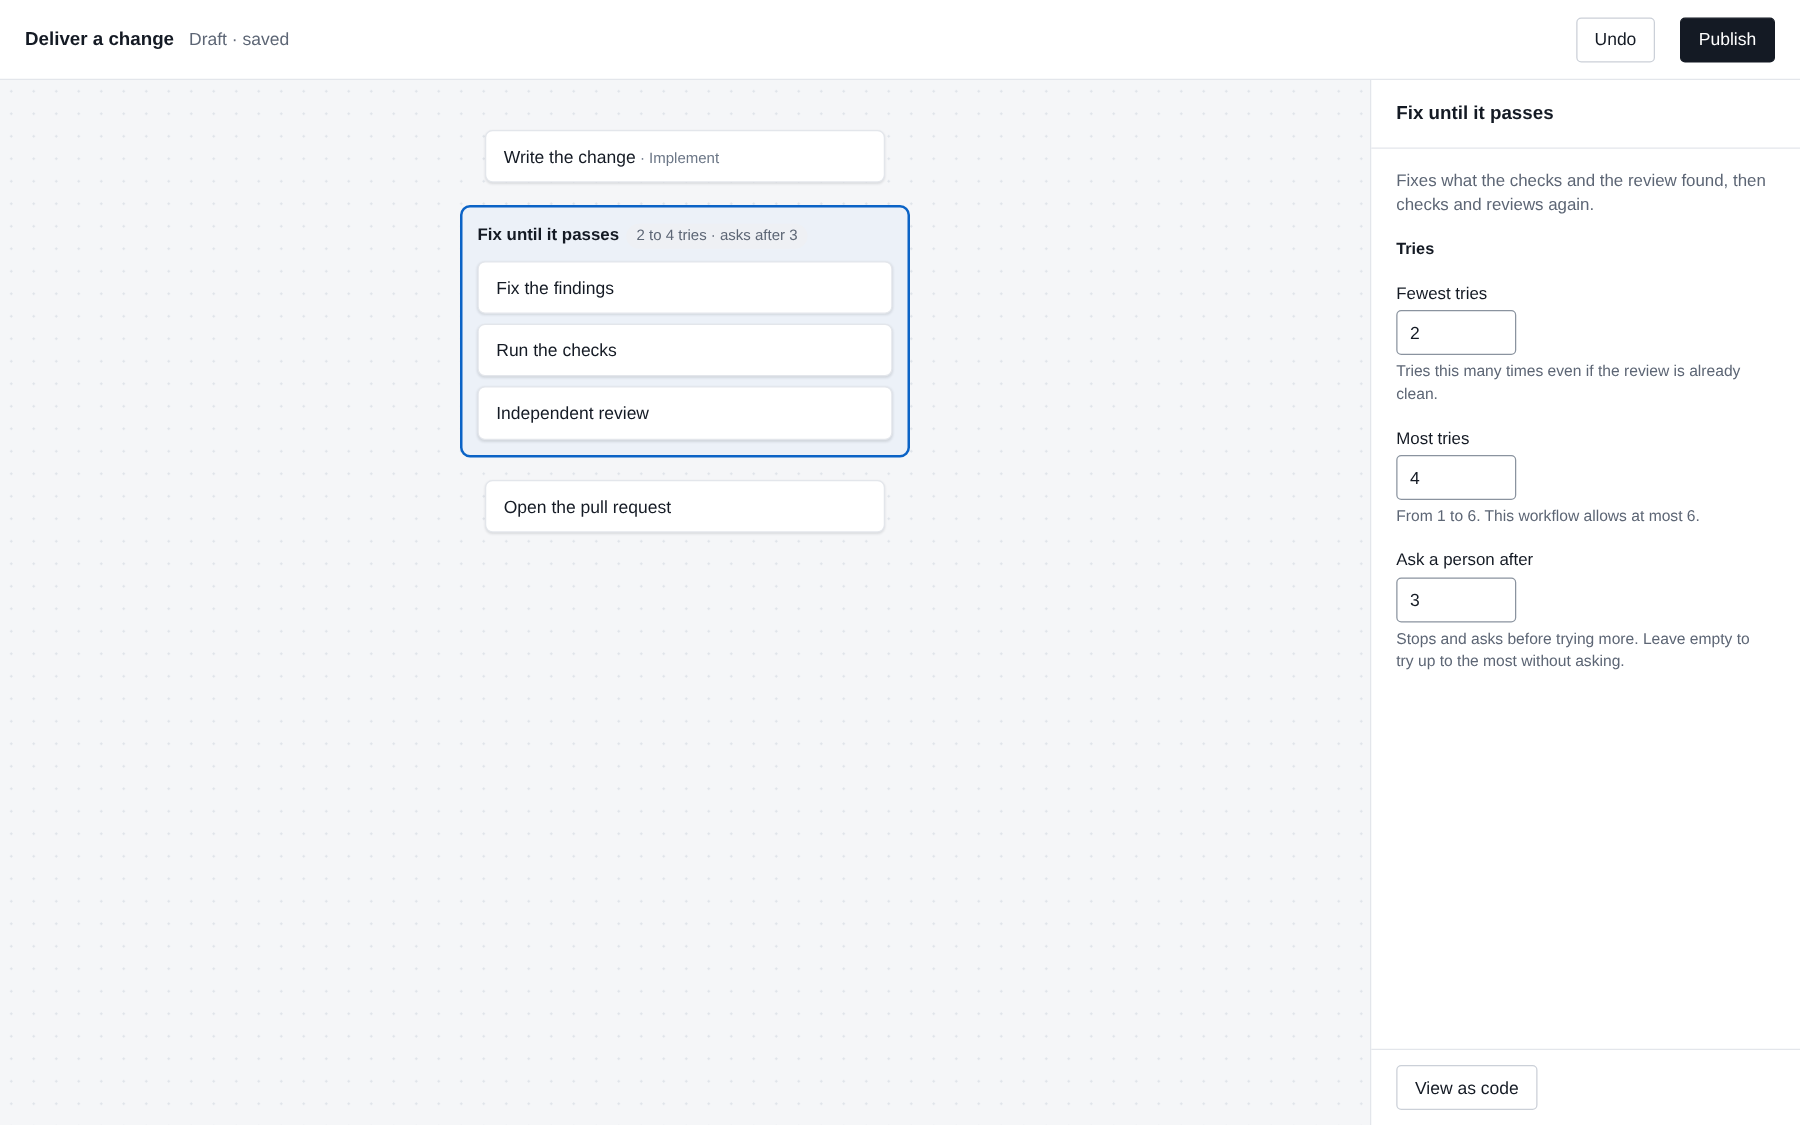 Deliver a change Draft · saved
Undo
Publish
Write the change · Implement
Fix until it passes 2 to 4 tries · asks after 3
Fix the findings
Run the checks
Independent review
Open the pull request
Fix until it passes
Fixes what the checks and the review found, then
checks and reviews again.
Tries
Fewest tries
2
Tries this many times even if the review is already
clean.
Most tries
4
From 1 to 6. This workflow allows at most 6.
Ask a person after
3
Stops and asks before trying more. Leave empty to
try up to the most without asking.
View as code